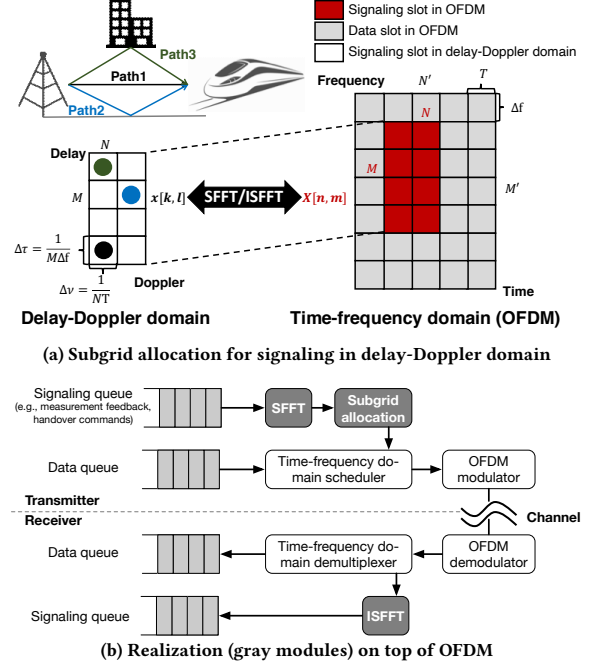 Signaling slot in OFDM
Data slot in OFDM
Signaling slot in delay-Doppler domain
Path3
Path1
Path2
Frequency
N′
T
Δf
N
M
M′
X[n, m]
Time
Delay
N
M
x[k, l]
SFFT/ISFFT
Δτ = 1/MΔf
Doppler
Δν = 1/NT
Delay-Doppler domain
Time-frequency domain (OFDM)
(a) Subgrid allocation for signaling in delay-Doppler domain
Signaling queue
(e.g., measurement feedback,
handover commands)
SFFT
Subgrid
allocation
Data queue
Time-frequency do-
main scheduler
OFDM
modulator
Transmitter
Receiver
Channel
Data queue
Time-frequency do-
main demultiplexer
OFDM
demodulator
Signaling queue
ISFFT
(b) Realization (gray modules) on top of OFDM